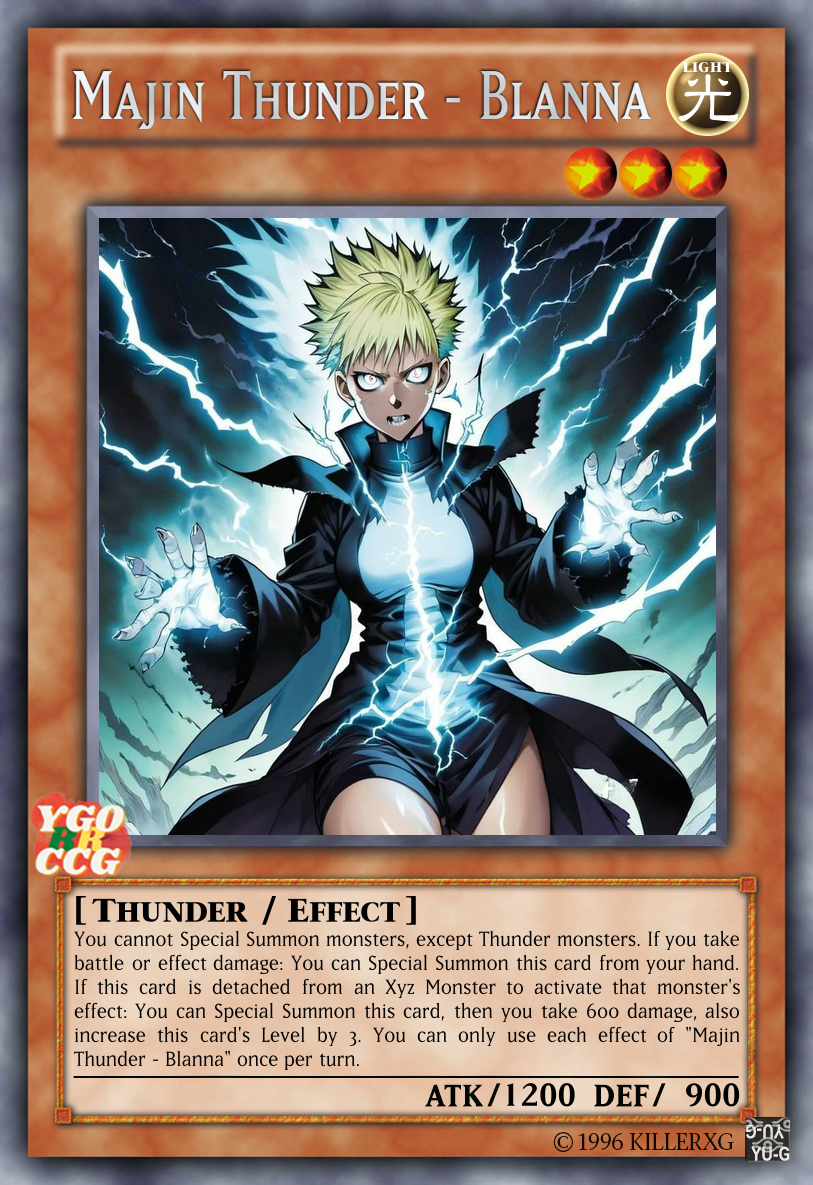 MAJIN THUNDER - BLANNA
LIGHT
光
YGO
BR
CCG
[ THUNDER / EFFECT ]
You cannot Special Summon monsters, except Thunder monsters. If you take
battle or effect damage: You can Special Summon this card from your hand.
If this card is detached from an Xyz Monster to activate that monster's
effect: You can Special Summon this card, then you take 600 damage, also
increase this card's Level by 3. You can only use each effect of "Majin
Thunder - Blanna" once per turn.
ATK/1200 DEF/ 900
© 1996 KILLERXG
YU-G